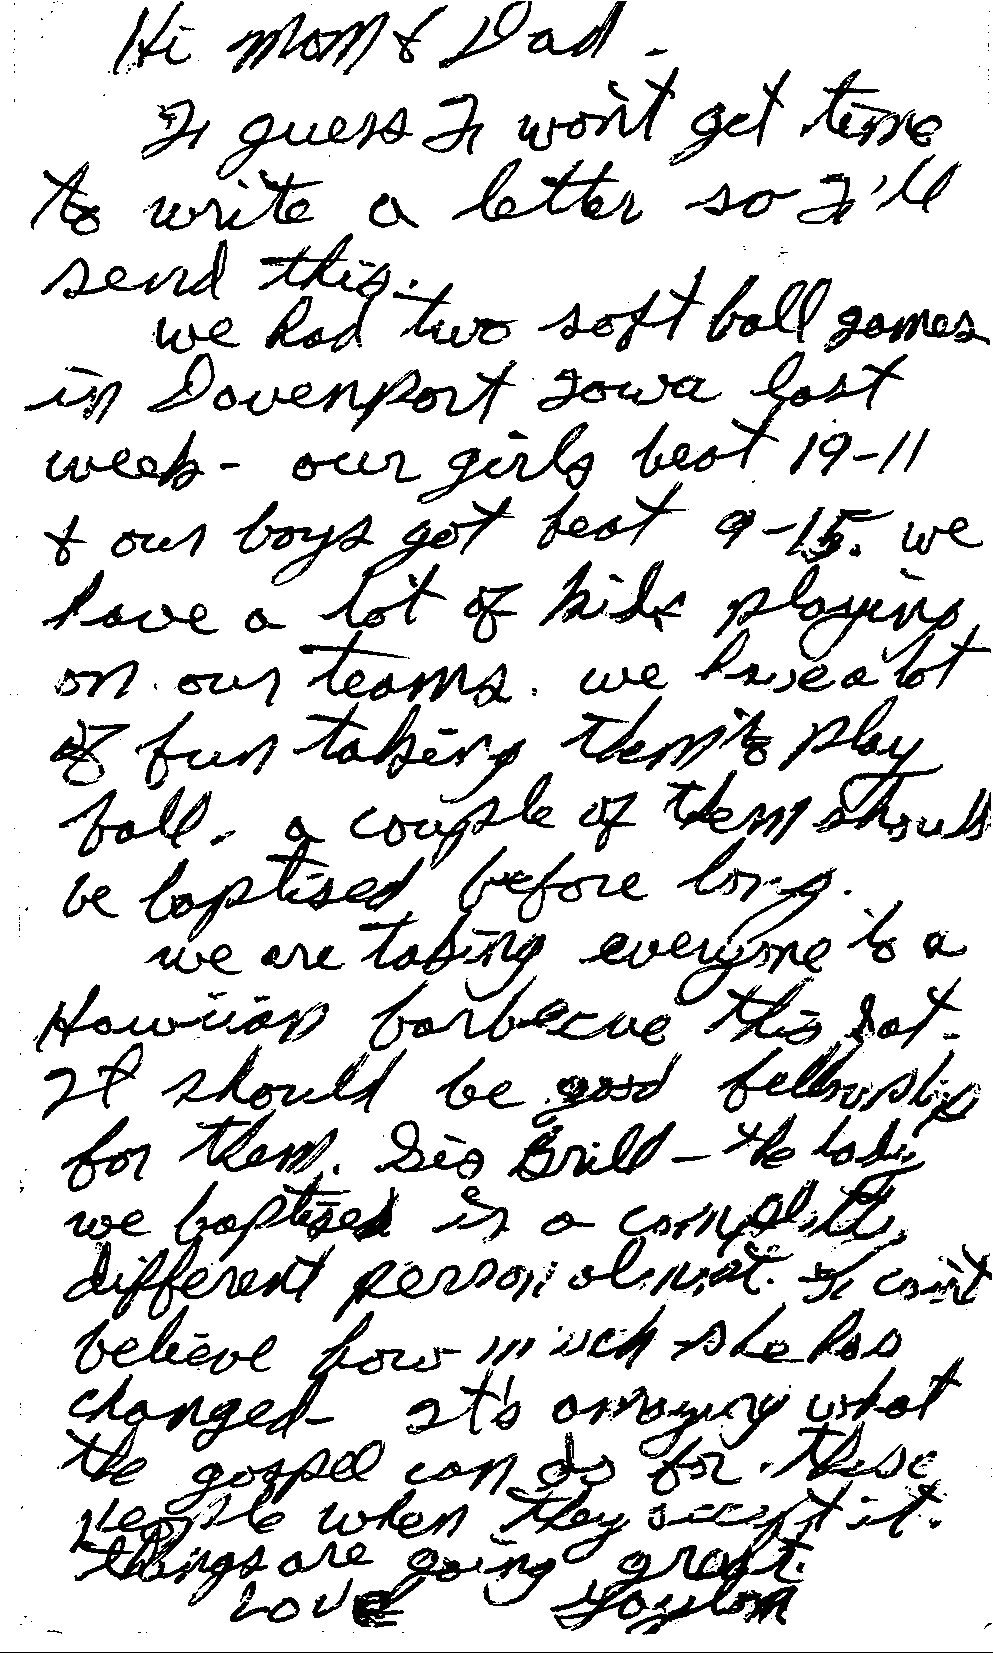 Hi Mom & Dad -
I guess I won't get time
to write a letter so I'll
send this.
we had two soft ball games
in Davenport Iowa last
week - our girls beat 19-11
& our boys got beat 9-15. we
have a lot of kids playing
on our teams. we have a lot
of fun taking them to play
ball. a couple of them should
be baptised before long.
we are taking everyone to a
Hawiian barbecue this Sat.
It should be good fellowship
for them. Sis Brill - the lady
we baptised is a complete
different person almost. I can't
believe how much she has
changed - It's amazing what
the gospel can do for these
people when they accept it.
things are going great.
Love Gaylon